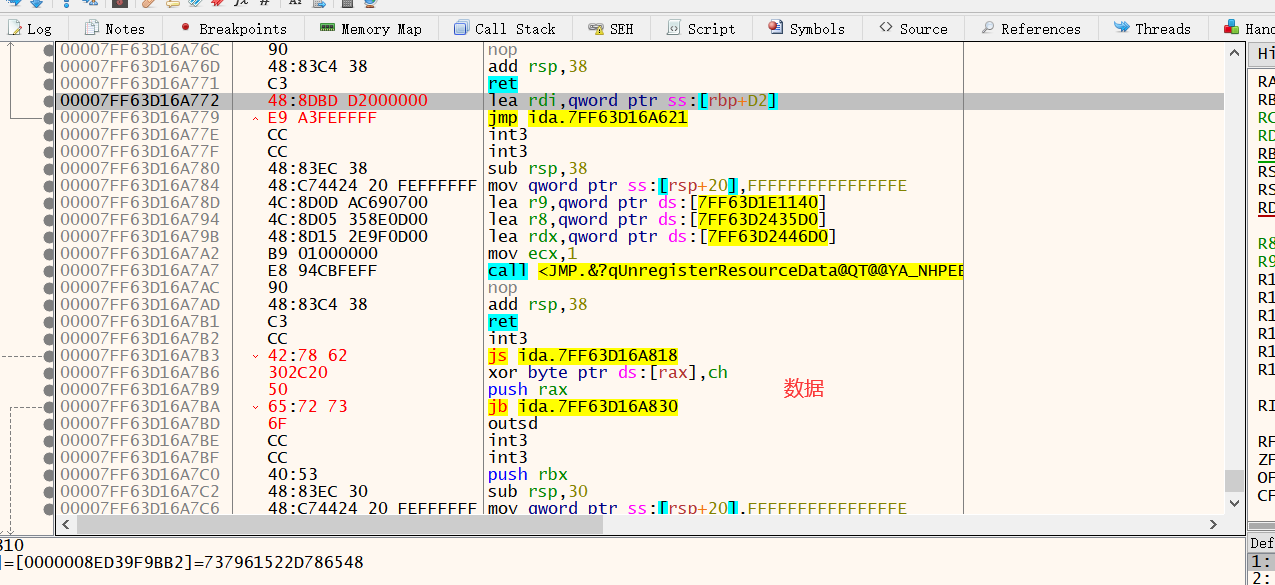 Log Notes Breakpoints Memory Map Call Stack SEH Script Symbols Source References Threads Hand
00007FF63D16A76C 90 nop
00007FF63D16A76D 48:83C4 38 add rsp,38
00007FF63D16A771 C3 ret
00007FF63D16A772 48:8DBD D2000000 lea rdi,qword ptr ss:[rbp+D2]
00007FF63D16A779 E9 A3FEFFFF jmp ida.7FF63D16A621
00007FF63D16A77E CC int3
00007FF63D16A77F CC int3
00007FF63D16A780 48:83EC 38 sub rsp,38
00007FF63D16A784 48:C74424 20 FEFFFFFF mov qword ptr ss:[rsp+20],FFFFFFFFFFFFFFFE
00007FF63D16A78D 4C:8D0D AC690700 lea r9,qword ptr ds:[7FF63D1E1140]
00007FF63D16A794 4C:8D05 358E0D00 lea r8,qword ptr ds:[7FF63D2435D0]
00007FF63D16A79B 48:8D15 2E9F0D00 lea rdx,qword ptr ds:[7FF63D2446D0]
00007FF63D16A7A2 B9 01000000 mov ecx,1
00007FF63D16A7A7 E8 94CBFEFF call <JMP.&?qUnregisterResourceData@QT@@YA_NHPEB
00007FF63D16A7AC 90 nop
00007FF63D16A7AD 48:83C4 38 add rsp,38
00007FF63D16A7B1 C3 ret
00007FF63D16A7B2 CC int3
00007FF63D16A7B3 42:78 62 js ida.7FF63D16A818
00007FF63D16A7B6 302C20 xor byte ptr ds:[rax],ch
00007FF63D16A7B9 50 push rax
00007FF63D16A7BA 65:72 73 jb ida.7FF63D16A830
00007FF63D16A7BD 6F outsd
00007FF63D16A7BE CC int3
00007FF63D16A7BF CC int3
00007FF63D16A7C0 40:53 push rbx
00007FF63D16A7C2 48:83EC 30 sub rsp,30
00007FF63D16A7C6 48:C74424 20 FEFFFFFF mov qword ptr ss:[rsp+20],FFFFFFFFFFFFFFFE
数据
Hi
RA
RB
RC
RD
RB
RS
RS
RD
R8
R9
R1
R1
R1
R1
R1
R1
RI
RF
ZF
OF
CF
810
]=[0000008ED39F9BB2]=737961522D786548
Def
1:
2: